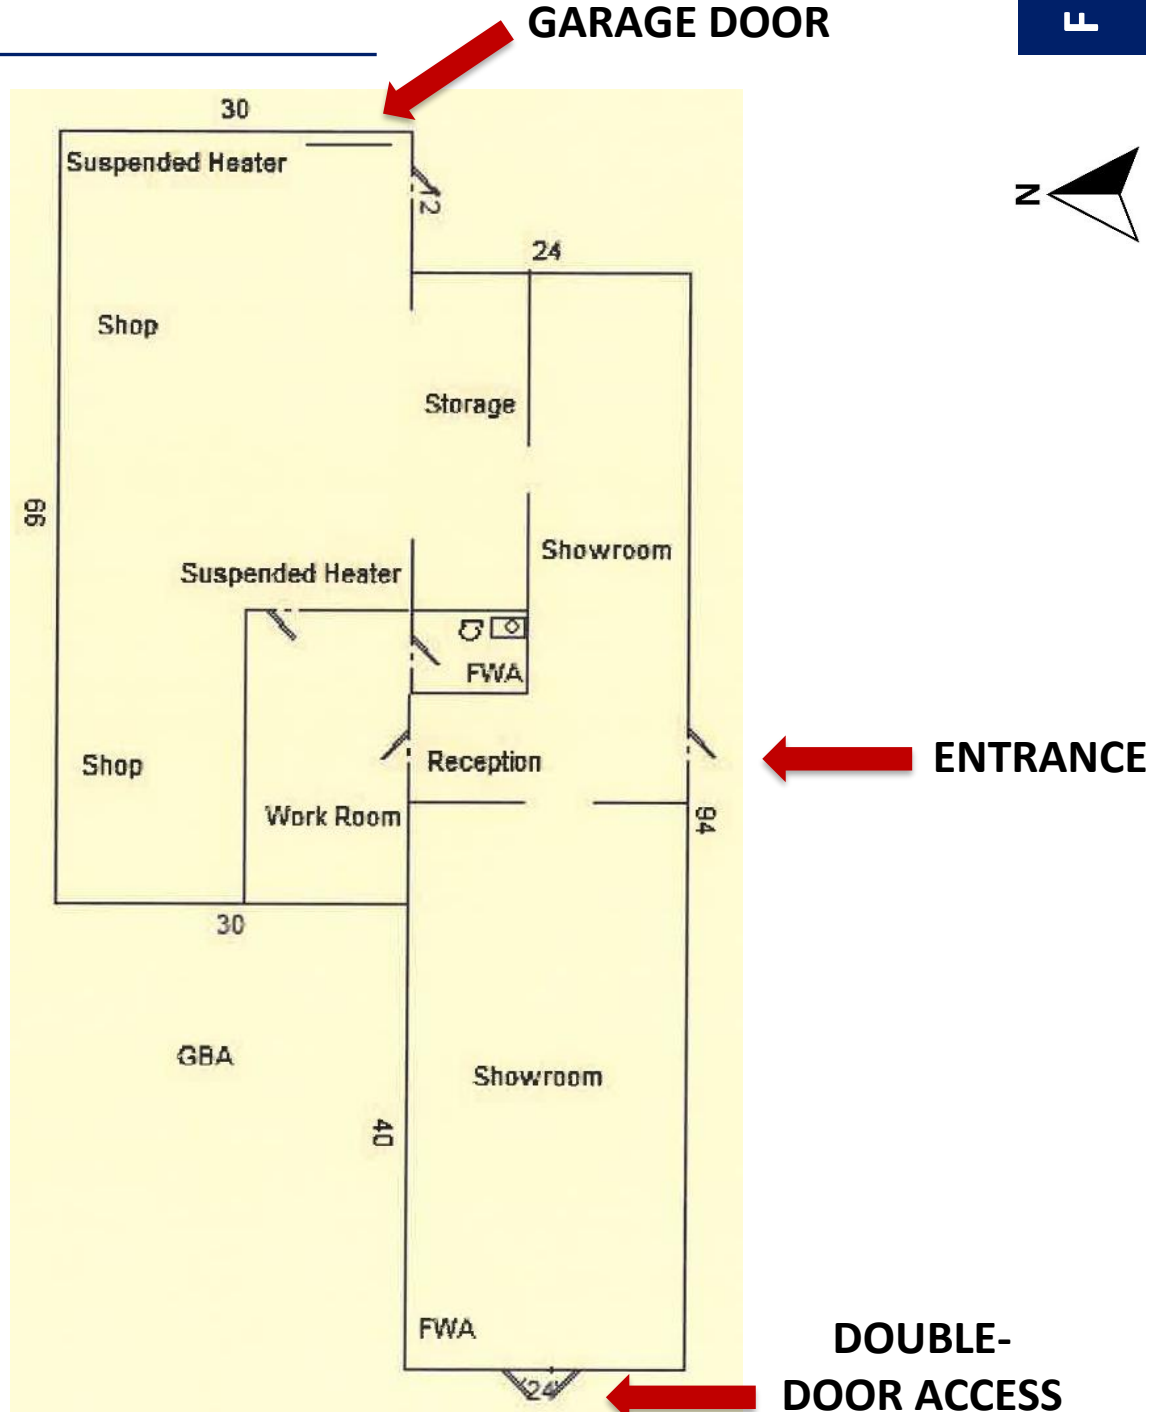 GARAGE DOOR
F
30
Suspended Heater
12
N
24
Shop
Storage
66
Showroom
Suspended Heater
FWA
ENTRANCE
Reception
Shop
Work Room
94
30
GBA
Showroom
40
FWA
DOUBLE-
24
DOOR ACCESS